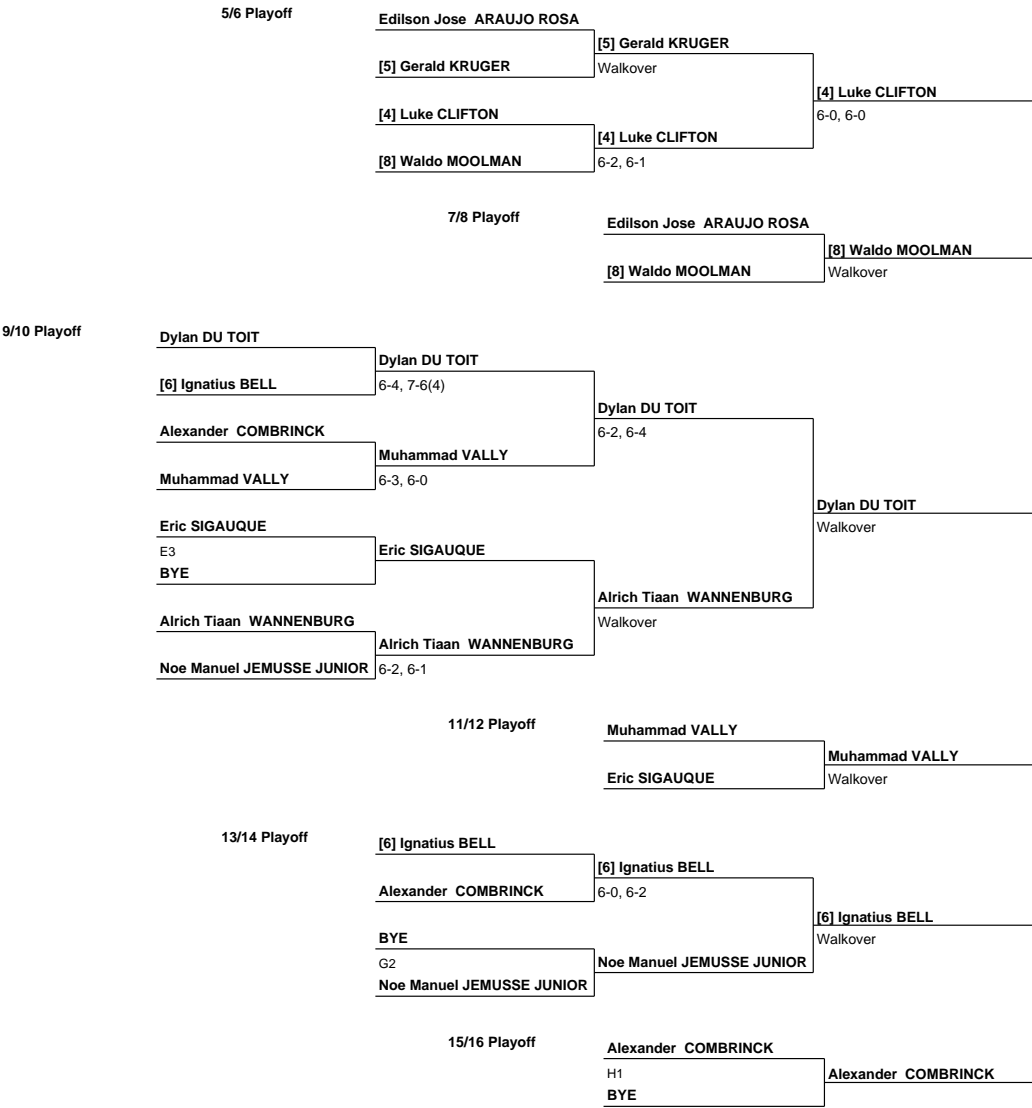 5/6 Playoff
Edilson Jose  ARAUJO ROSA
[5] Gerald KRUGER
[5] Gerald KRUGER
Walkover
[4] Luke CLIFTON
[4] Luke CLIFTON
6-0, 6-0
[4] Luke CLIFTON
[8] Waldo MOOLMAN
6-2, 6-1
7/8 Playoff
Edilson Jose  ARAUJO ROSA
[8] Waldo MOOLMAN
[8] Waldo MOOLMAN
Walkover
9/10 Playoff
Dylan DU TOIT
Dylan DU TOIT
[6] Ignatius BELL
6-4, 7-6(4)
Dylan DU TOIT
Alexander  COMBRINCK
6-2, 6-4
Muhammad VALLY
Muhammad VALLY
6-3, 6-0
Dylan DU TOIT
Eric SIGAUQUE
Walkover
E3
Eric SIGAUQUE
BYE
Alrich Tiaan  WANNENBURG
Alrich Tiaan  WANNENBURG
Walkover
Alrich Tiaan  WANNENBURG
Noe Manuel JEMUSSE JUNIOR
6-2, 6-1
11/12 Playoff
Muhammad VALLY
Muhammad VALLY
Eric SIGAUQUE
Walkover
13/14 Playoff
[6] Ignatius BELL
[6] Ignatius BELL
Alexander  COMBRINCK
6-0, 6-2
[6] Ignatius BELL
BYE
Walkover
G2
Noe Manuel JEMUSSE JUNIOR
Noe Manuel JEMUSSE JUNIOR
15/16 Playoff
Alexander  COMBRINCK
H1
Alexander  COMBRINCK
BYE